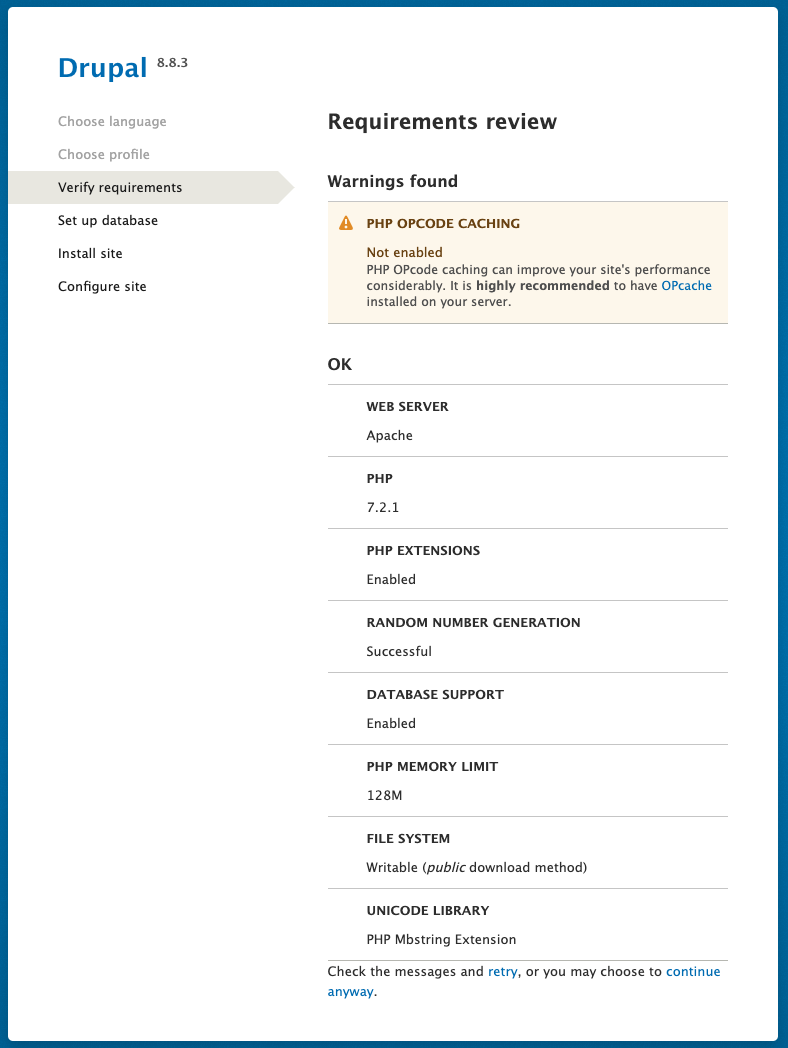 Drupal 8.8.3
Choose language
Choose profile
Verify requirements
Set up database
Install site
Configure site
Requirements review
Warnings found
PHP OPCODE CACHING
Not enabled
PHP OPcode caching can improve your site's performance
considerably. It is highly recommended to have OPcache
installed on your server.
OK
WEB SERVER
Apache
PHP
7.2.1
PHP EXTENSIONS
Enabled
RANDOM NUMBER GENERATION
Successful
DATABASE SUPPORT
Enabled
PHP MEMORY LIMIT
128M
FILE SYSTEM
Writable (public download method)
UNICODE LIBRARY
PHP Mbstring Extension
Check the messages and retry, or you may choose to continue
anyway.